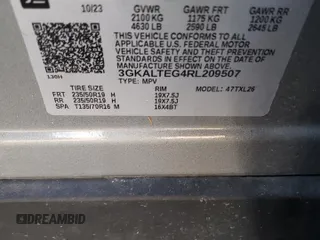 10/23 GVWR GAWR FRT GAWR RR
2100 KG 1175 KG 1200 KG
4630 LB 2590 LB 2645 LB
THIS VEHICLE CONFORMS TO ALL APPLICABLE
U.S. FEDERAL MOTOR VEHICLE SAFETY AND THEFT PREVENTION
STANDARDS IN EFFECT ON THE DATE OF MANUFACTURE SHOWN ABOVE.
3GKALTEG4RL209507
TYPE: MPV
TIRE SIZE RIM MODEL: 4TTXL26
FRT 235/50R19 H 19X7.5J
RR 235/50R19 H 19X7.5J
SPA T135/70R16 M 16X4BT
DREAMBID